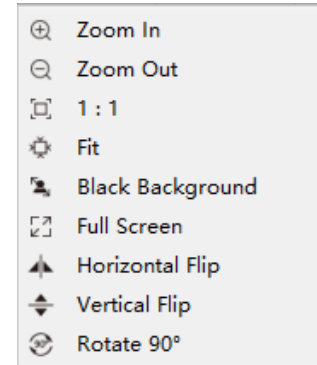 Zoom In
Zoom Out
1 : 1
Fit
Black Background
Full Screen
Horizontal Flip
Vertical Flip
Rotate 90°